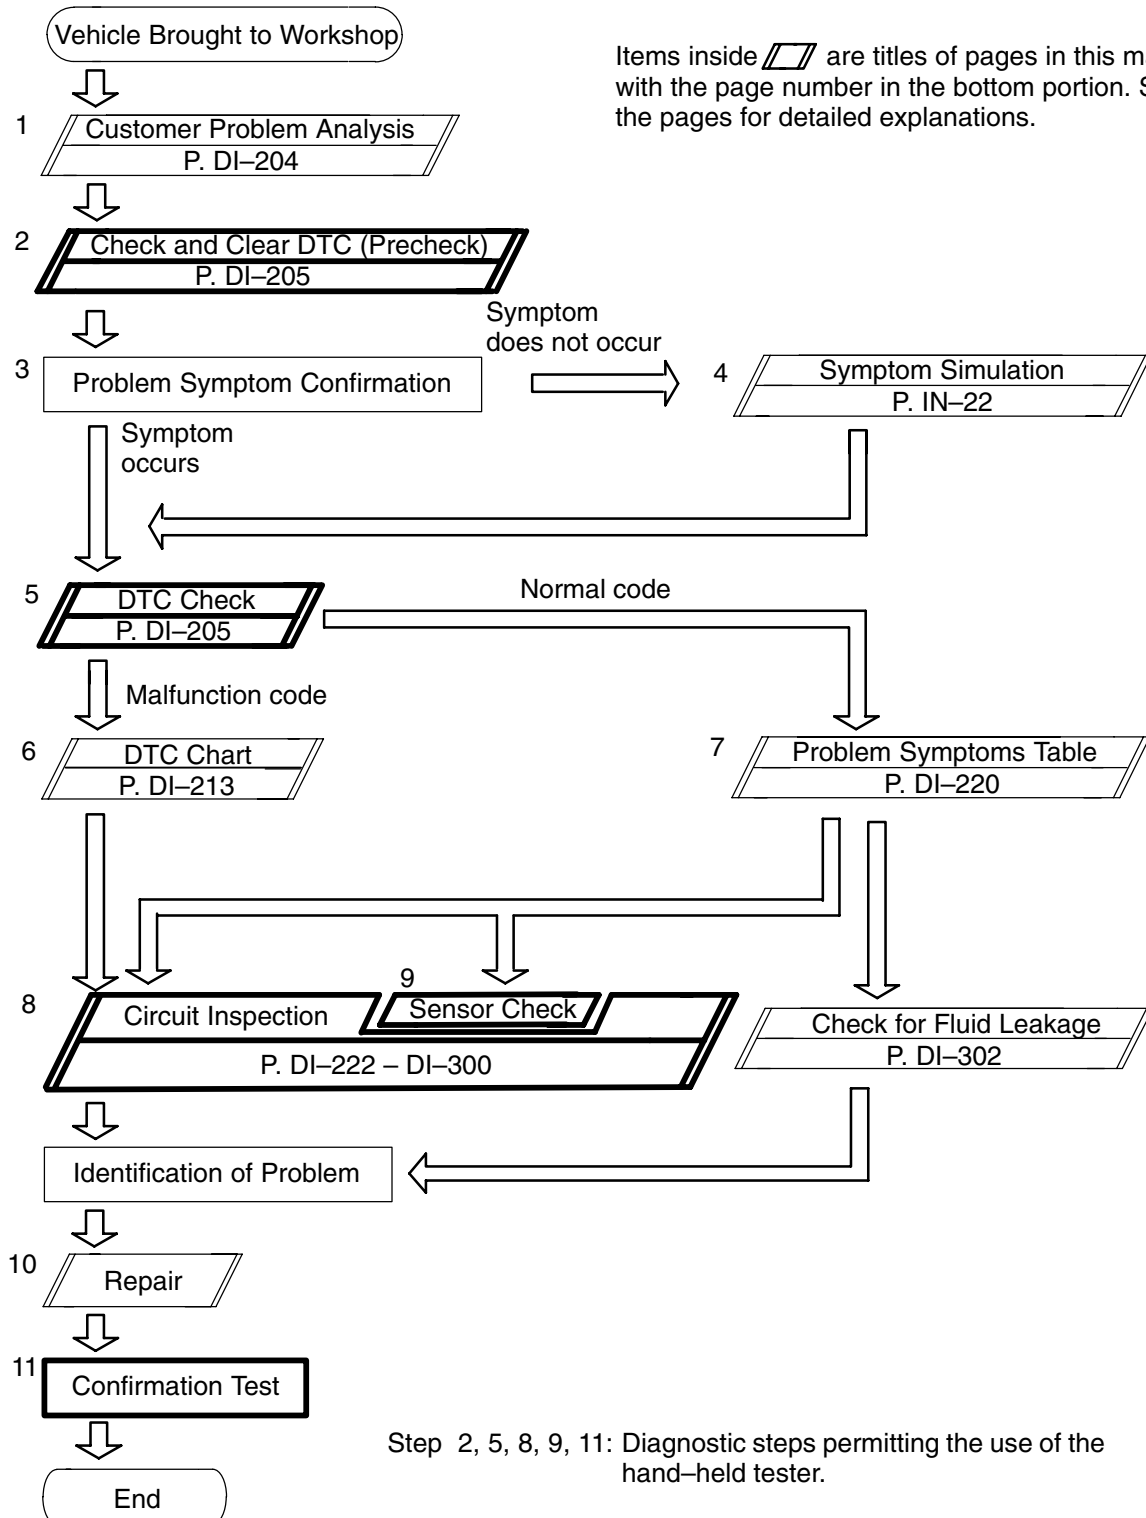 Vehicle Brought to Workshop
Items inside are titles of pages in this
with the page number in the bottom portion.
the pages for detailed explanations.
1
Customer Problem Analysis
P. DI–204
2
Check and Clear DTC (Precheck)
P. DI–205
Symptom
does not occur
3
Problem Symptom Confirmation
4
Symptom Simulation
P. IN–22
Symptom
occurs
5
DTC Check
P. DI–205
Normal code
Malfunction code
6
DTC Chart
P. DI–213
7
Problem Symptoms Table
P. DI–220
8
Circuit Inspection
9
Sensor Check
P. DI–222 – DI–300
Check for Fluid Leakage
P. DI–302
Identification of Problem
10
Repair
11
Confirmation Test
Step 2, 5, 8, 9, 11: Diagnostic steps permitting the use of the
hand–held tester.
End